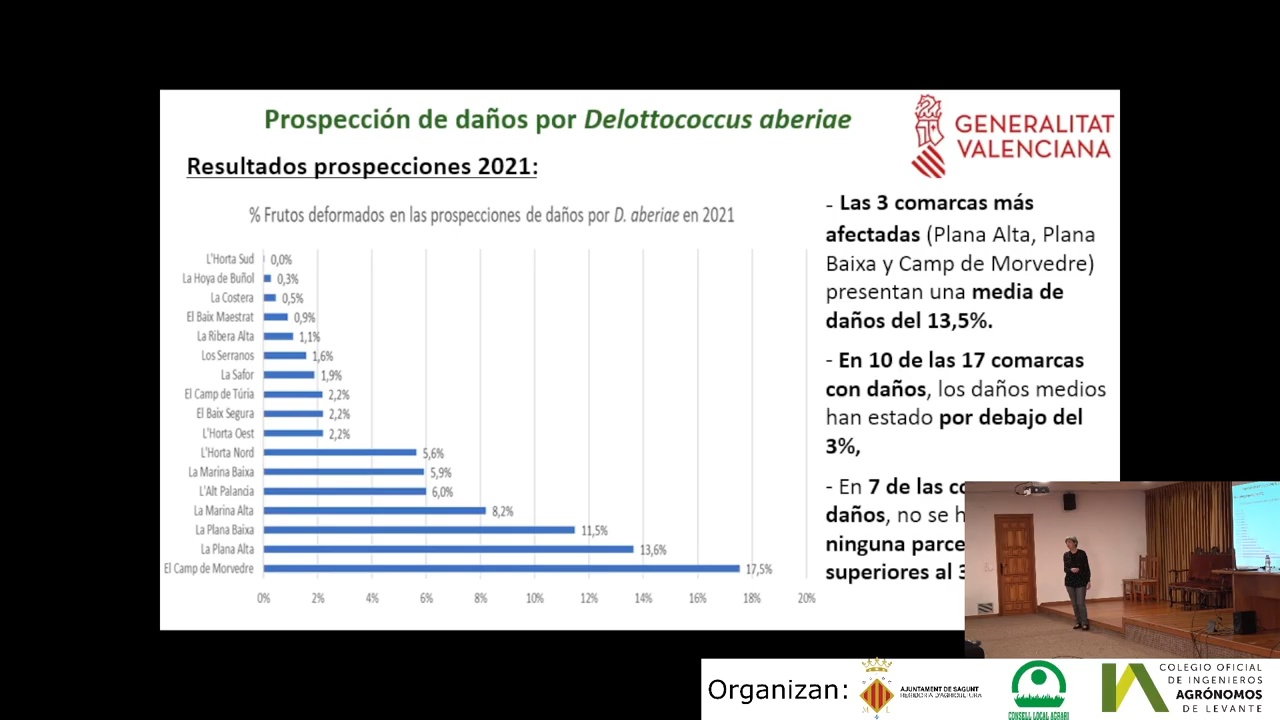 Prospección de daños por Delottococcus aberiae
GENERALITAT
VALENCIANA
Resultados prospecciones 2021:
% Frutos deformados en las prospecciones de daños por D. aberiae en 2021
L'Horta Sud 0,0%
La Hoya de Buñol 0,3%
La Costera 0,5%
El Baix Maestrat 0,9%
La Ribera Alta 1,1%
Los Serranos 1,6%
La Safor 1,9%
El Camp de Túria 2,2%
El Baix Segura 2,2%
L'Horta Oest 2,2%
L'Horta Nord 5,6%
La Marina Baixa 5,9%
L'Alt Palancia 6,0%
La Marina Alta 8,2%
La Plana Baixa 11,5%
La Plana Alta 13,6%
El Camp de Morvedre 17,5%
0% 2% 4% 6% 8% 10% 12% 14% 16% 18% 20%
- Las 3 comarcas más
afectadas (Plana Alta, Plana
Baixa y Camp de Morvedre)
presentan una media de
daños del 13,5%.
- En 10 de las 17 comarcas
con daños, los daños medios
han estado por debajo del
3%,
- En 7 de las co
daños, no se h
ninguna parce
superiores al 3
Organizan:
AJUNTAMENT DE SAGUNT
REGIDORIA D'AGRICULTURA
CONSELL LOCAL AGRARI
COLEGIO OFICIAL
DE INGENIEROS
AGRÓNOMOS
DE LEVANTE